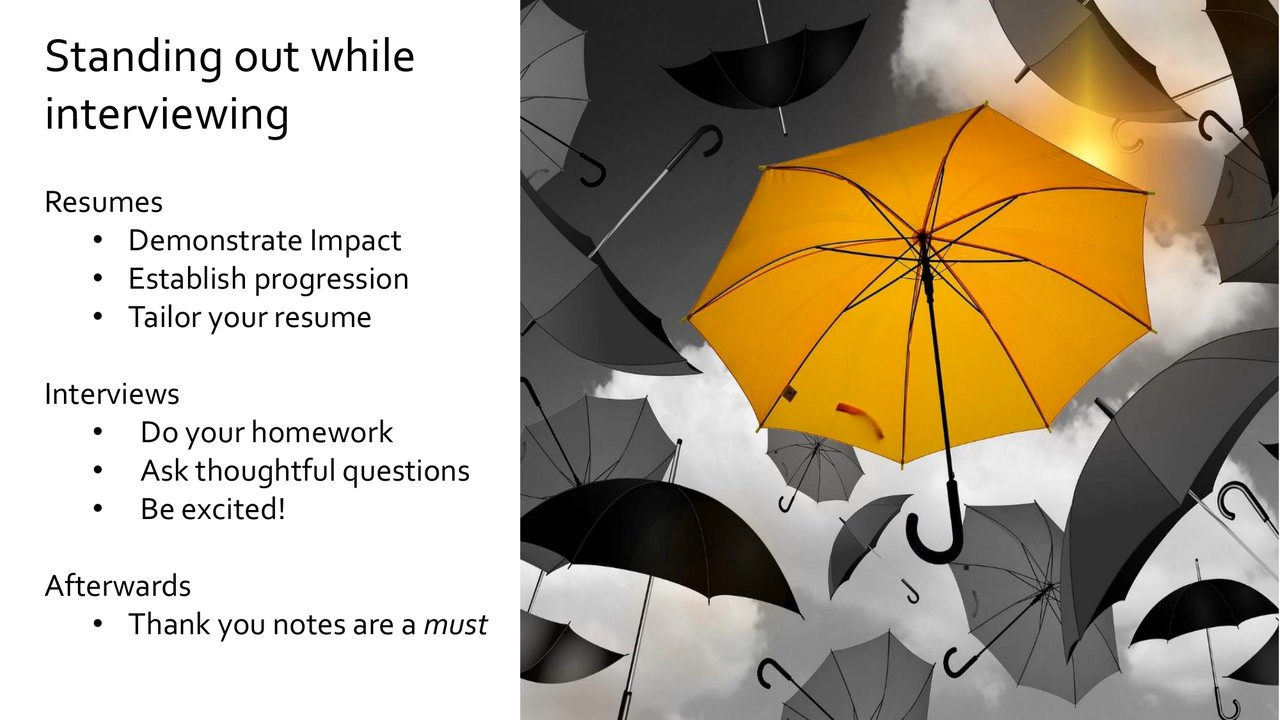 Standing out while
interviewing
Resumes
• Demonstrate Impact
• Establish progression
• Tailor your resume
Interviews
• Do your homework
• Ask thoughtful questions
• Be excited!
Afterwards
• Thank you notes are a must